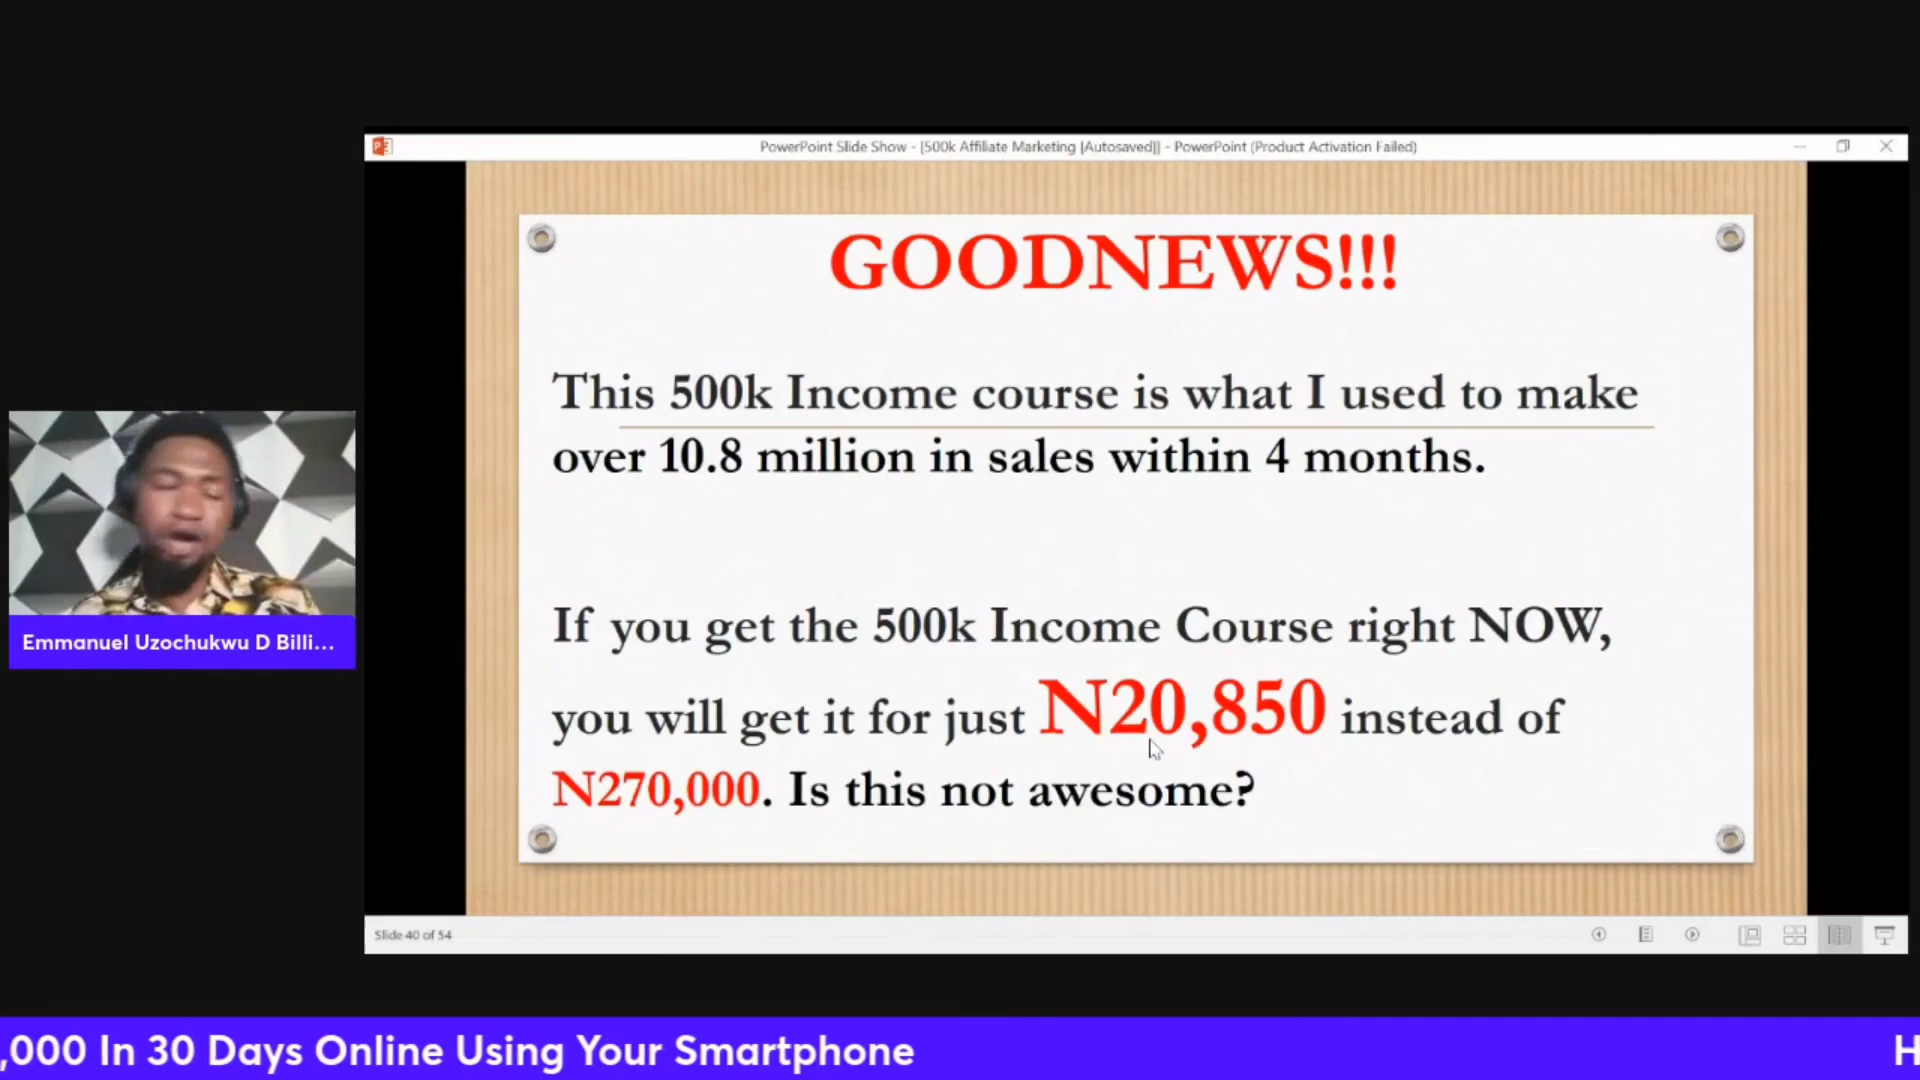 PowerPoint Slide Show - [500k Affiliate Marketing [Autosaved]] - PowerPoint (Product Activation Failed)
GOODNEWS!!!
This 500k Income course is what I used to make
over 10.8 million in sales within 4 months.
If you get the 500k Income Course right NOW,
you will get it for just N20,850 instead of
N270,000. Is this not awesome?
Emmanuel Uzochukwu D Billi...
Slide 40 of 54
,000 In 30 Days Online Using Your Smartphone
H